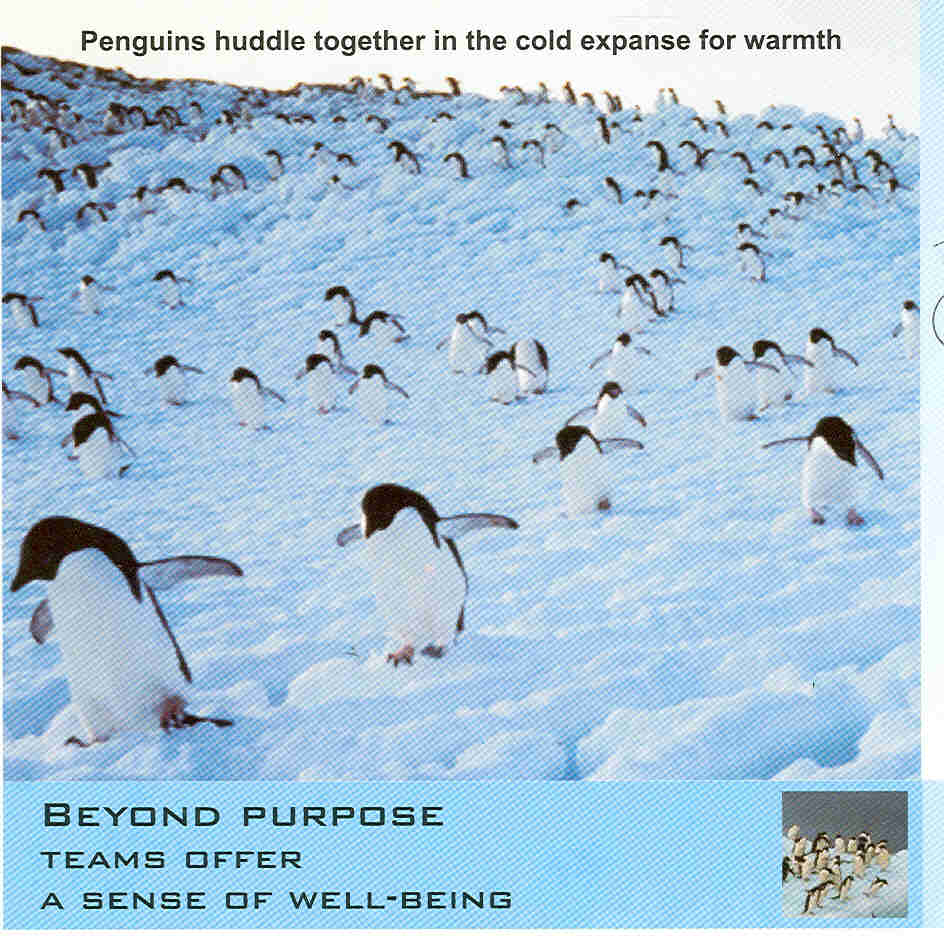 Penguins huddle together in the cold expanse for warmth
BEYOND PURPOSE
TEAMS OFFER
A SENSE OF WELL-BEING